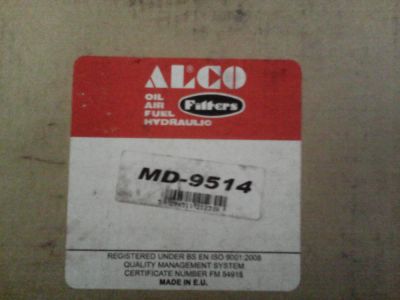 ALCO
OIL
AIR
FUEL
HYDRAULIC
Filters
MD-9514
REGISTERED UNDER BS EN ISO 9001:2008
QUALITY MANAGEMENT SYSTEM
CERTIFICATE NUMBER FM 54915
MADE IN E.U.